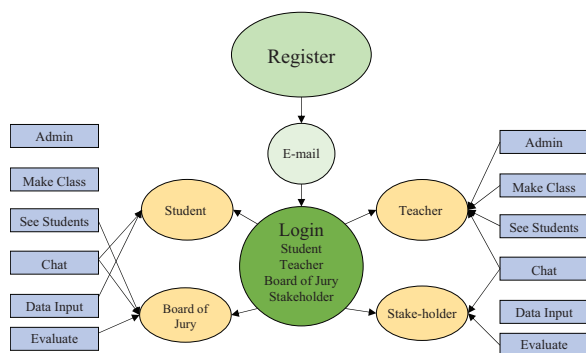 Register
E-mail
Admin
Make Class
See Students
Chat
Data Input
Evaluate
Student
Board of
Jury
Login
Student
Teacher
Board of Jury
Stakeholder
Teacher
Stake-holder
Admin
Make Class
See Students
Chat
Data Input
Evaluate